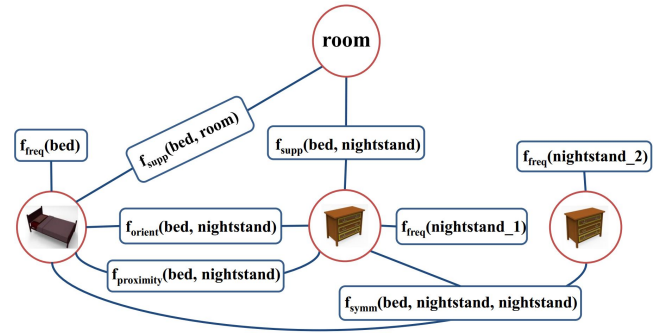 room
f_supp(bed, room)
f_freq(bed)
f_supp(bed, nightstand)
f_freq(nightstand_2)
f_orient(bed, nightstand)
f_freq(nightstand_1)
f_proximity(bed, nightstand)
f_symm(bed, nightstand, nightstand)